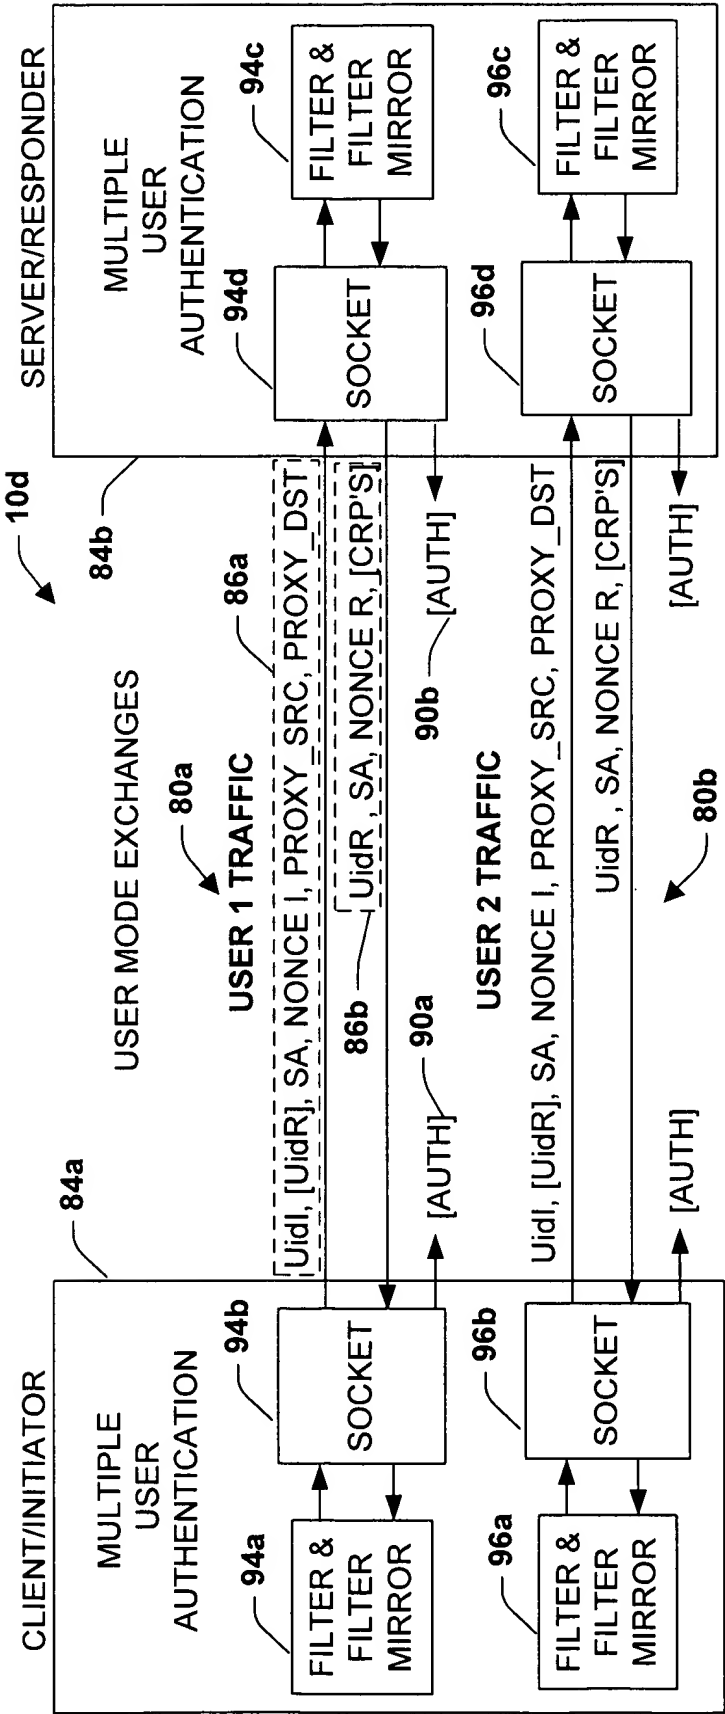 CLIENT/INITIATOR
MULTIPLE
USER
AUTHENTICATION
94a
FILTER &
FILTER
MIRROR
94b
SOCKET
96a
FILTER &
FILTER
MIRROR
96b
SOCKET
84a
10d
USER MODE EXCHANGES
80a
USER 1 TRAFFIC
86a
UidI, [UidR], SA, NONCE I, PROXY_SRC, PROXY_DST
UidR , SA, NONCE R, [CRP'S]
86b
[AUTH]
90a
[AUTH]
90b
USER 2 TRAFFIC
UidI, [UidR], SA, NONCE I, PROXY_SRC, PROXY_DST
UidR , SA, NONCE R, [CRP'S]
[AUTH]
80b
[AUTH]
84b
SERVER/RESPONDER
MULTIPLE
USER
AUTHENTICATION
94d
SOCKET
94c
FILTER &
FILTER
MIRROR
96d
SOCKET
96c
FILTER &
FILTER
MIRROR